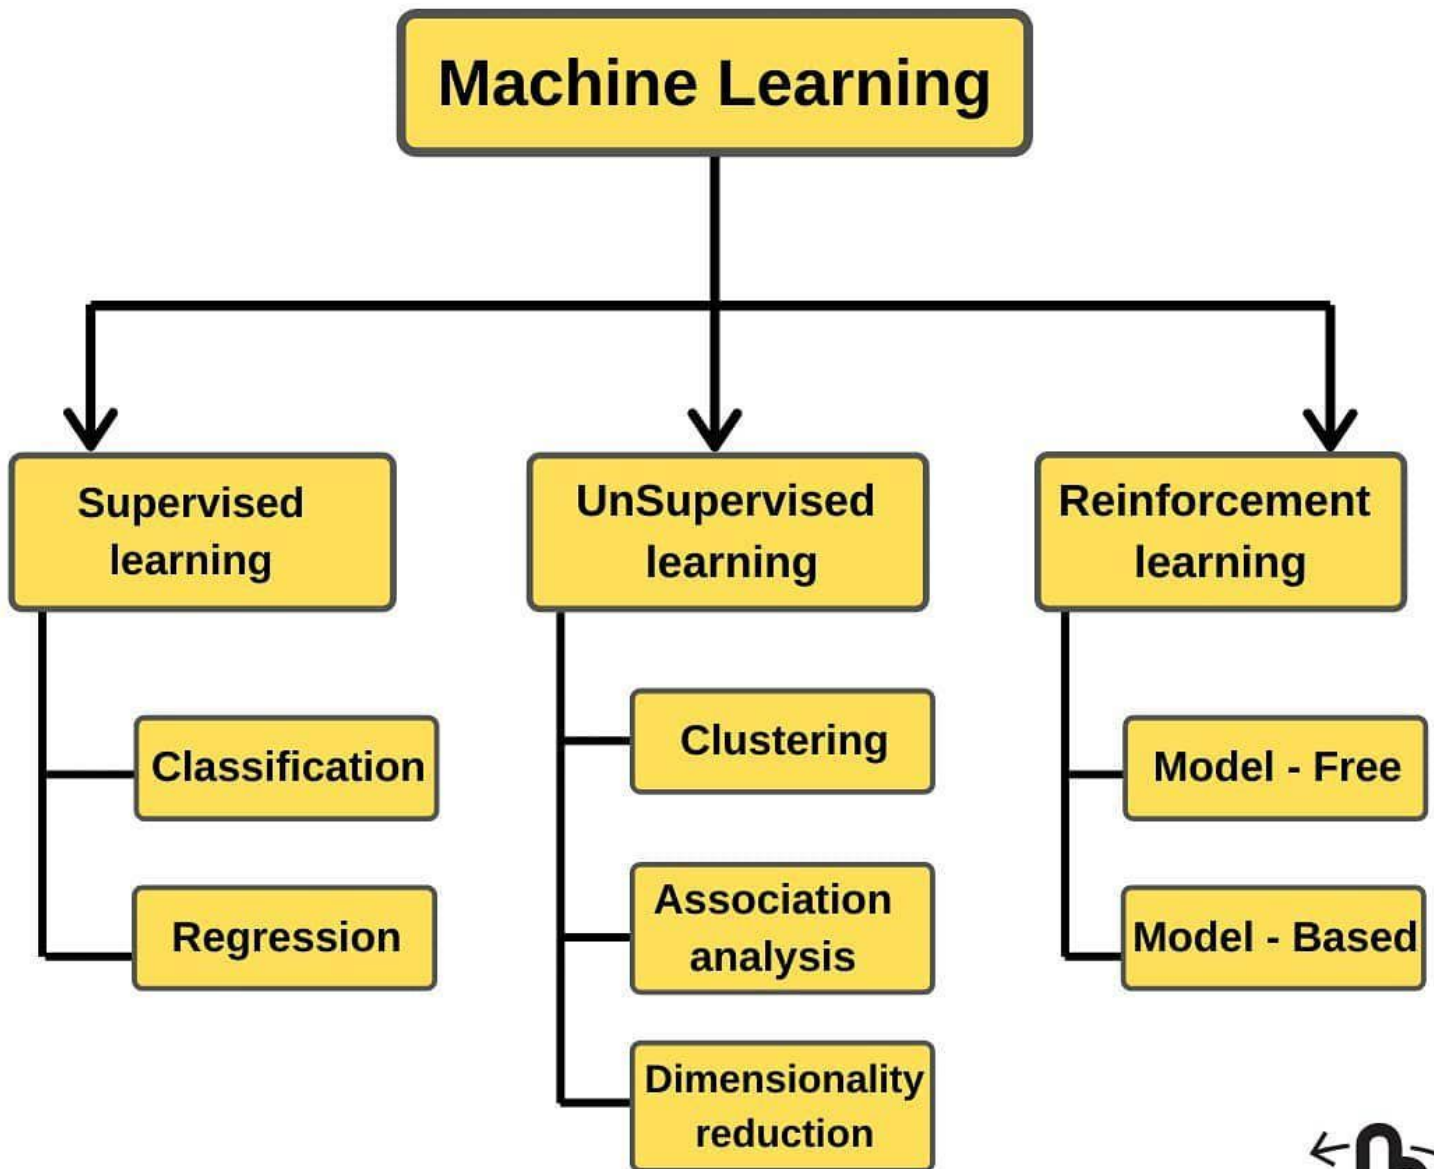 Machine Learning
Supervised
learning
UnSupervised
learning
Reinforcement
learning
Classification
Regression
Clustering
Association
analysis
Dimensionality
reduction
Model - Free
Model - Based